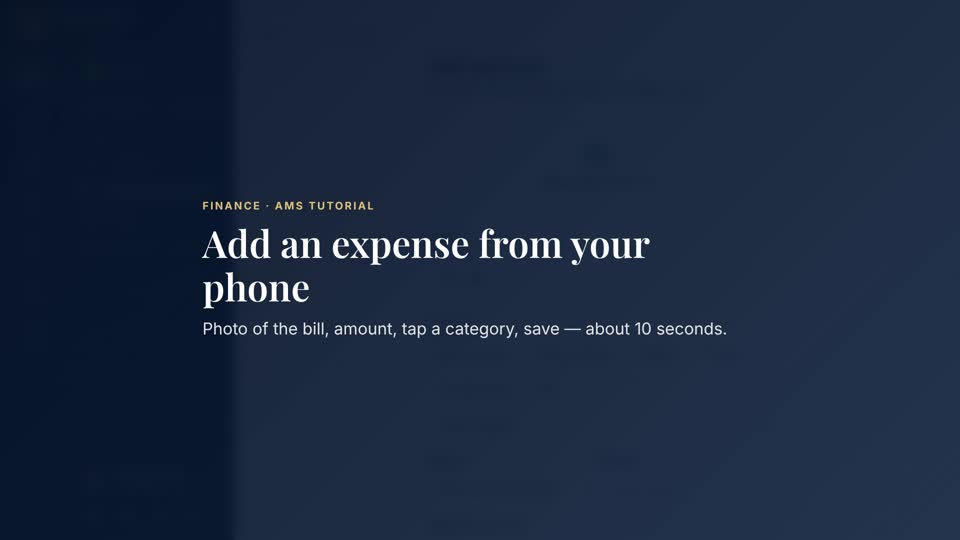 FINANCE · AMS TUTORIAL
Add an expense from your
phone
Photo of the bill, amount, tap a category, save — about 10 seconds.